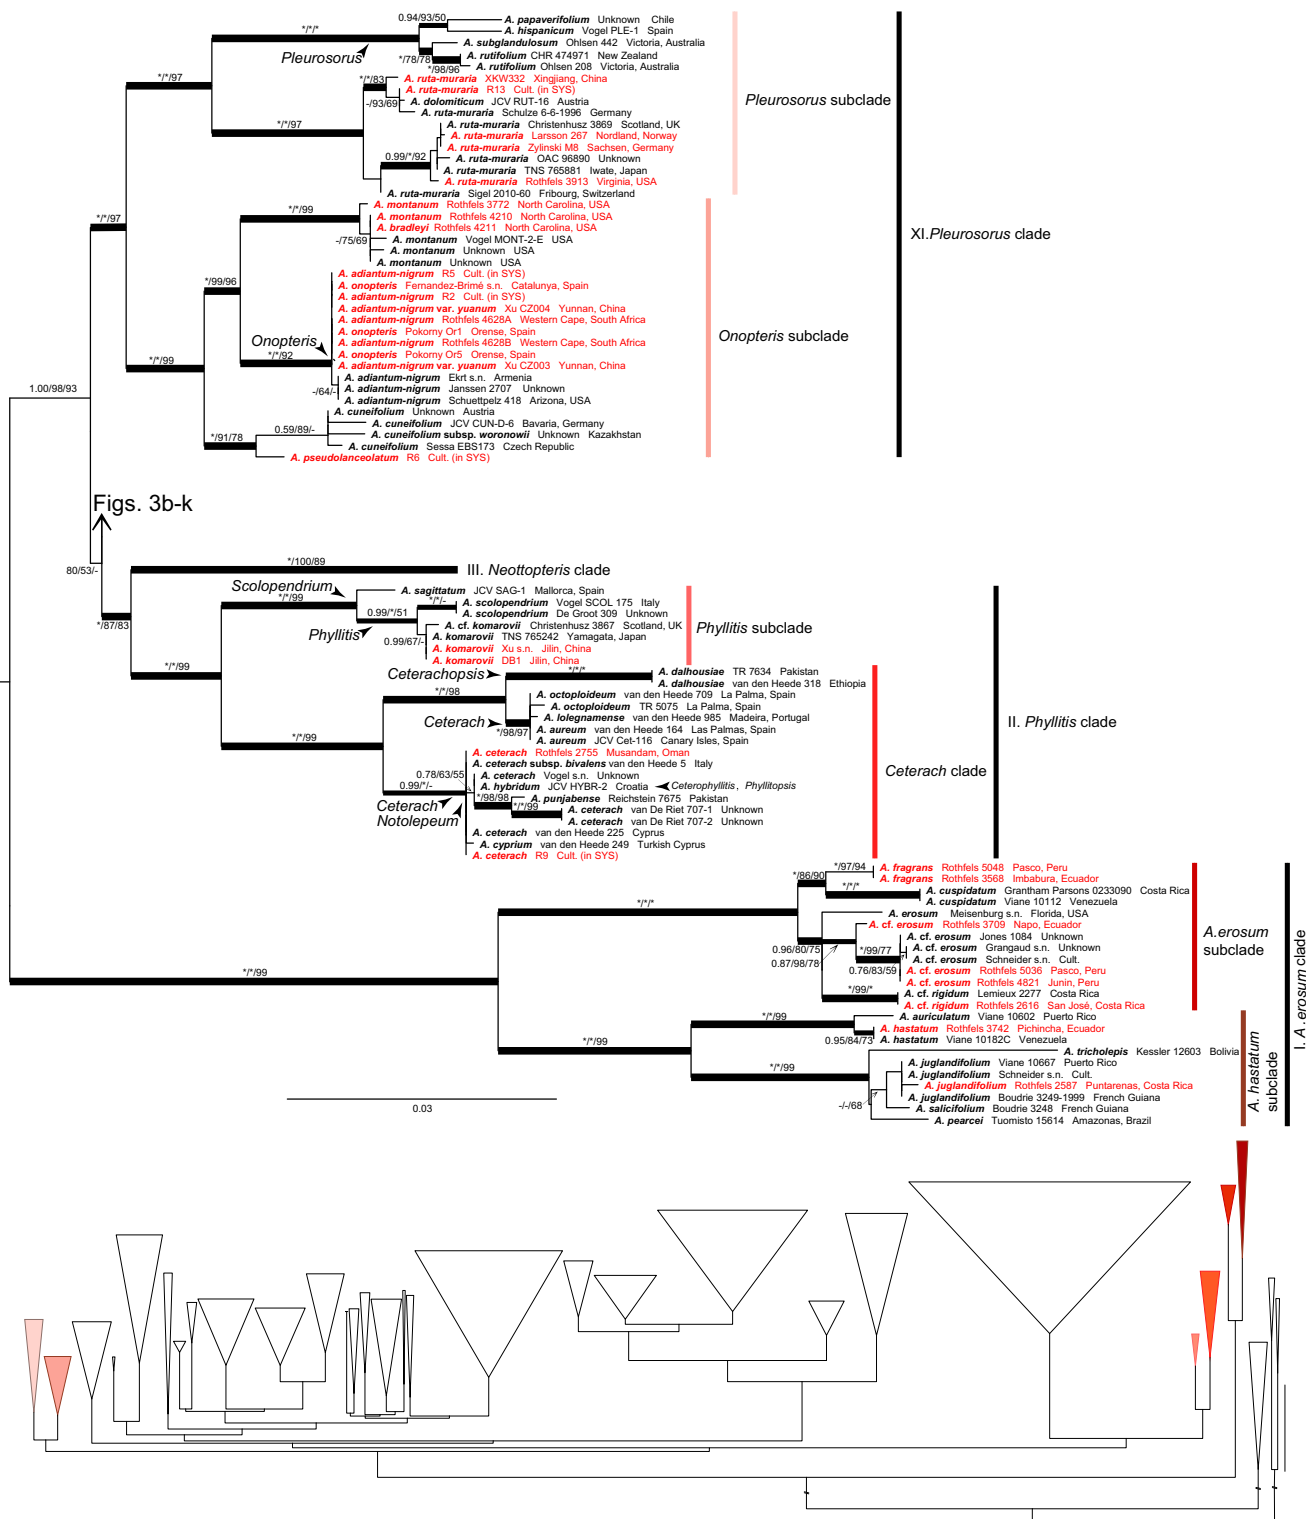 0.94/93/50
A. papaverifolium Unknown Chile
A. hispanicum Vogel PLE-1 Spain
*/*/*
A. subglandulosum Ohlsen 442 Victoria, Australia
Pleurosorus
*/78/78
A. rutifolium CHR 474971 New Zealand
*/98/96
A. rutifolium Ohlsen 208 Victoria, Australia
*/*/97
*/*/83
A. ruta-muraria XKW332 Xingjiang, China
A. ruta-muraria R13 Cult. (in SYS)
-/93/69
A. dolomiticum JCV RUT-16 Austria
A. ruta-muraria Schulze 6-6-1996 Germany
Pleurosorus subclade
*/*/97
A. ruta-muraria Christenhusz 3869 Scotland, UK
A. ruta-muraria Larsson 267 Nordland, Norway
A. ruta-muraria Zylinski M8 Sachsen, Germany
0.99/*/92
A. ruta-muraria OAC 96890 Unknown
A. ruta-muraria TNS 765881 Iwate, Japan
A. ruta-muraria Rothfels 3913 Virginia, USA
A. ruta-muraria Sigel 2010-60 Fribourg, Switzerland
*/*/97
*/*/99
A. montanum Rothfels 3772 North Carolina, USA
A. montanum Rothfels 4210 North Carolina, USA
A. bradleyi Rothfels 4211 North Carolina, USA
-/75/69
A. montanum Vogel MONT-2-E USA
A. montanum Unknown USA
A. montanum Unknown USA
XI.Pleurosorus clade
*/99/96
A. adiantum-nigrum R5 Cult. (in SYS)
A. onopteris Fernandez-Brimé s.n. Catalunya, Spain
A. adiantum-nigrum R2 Cult. (in SYS)
A. adiantum-nigrum var. yuanum Xu CZ004 Yunnan, China
A. adiantum-nigrum Rothfels 4628A Western Cape, South Africa
A. onopteris Pokorny Or1 Orense, Spain
Onopteris
A. adiantum-nigrum Rothfels 4628B Western Cape, South Africa
Onopteris subclade
*/*/92
A. onopteris Pokorny Or5 Orense, Spain
*/*/99
A. adiantum-nigrum var. yuanum Xu CZ003 Yunnan, China
A. adiantum-nigrum Ekrt s.n. Armenia
-/64/-
A. adiantum-nigrum Janssen 2707 Unknown
A. adiantum-nigrum Schuettpelz 418 Arizona, USA
1.00/98/93
A. cuneifolium Unknown Austria
A. cuneifolium JCV CUN-D-6 Bavaria, Germany
0.59/89/-
A. cuneifolium subsp. woronowii Unknown Kazakhstan
*/91/78
A. cuneifolium Sessa EBS173 Czech Republic
A. pseudolanceolatum R6 Cult. (in SYS)
Figs. 3b-k
80/53/-
*/100/89
III. Neottopteris clade
Scolopendrium
*/*/99
A. sagittatum JCV SAG-1 Mallorca, Spain
*/*/-
A. scolopendrium Vogel SCOL 175 Italy
0.99/*/51
A. scolopendrium De Groot 309 Unknown
*/87/83
Phyllitis
A. cf. komarovii Christenhusz 3867 Scotland, UK
Phyllitis subclade
0.99/67/-
A. komarovii TNS 765242 Yamagata, Japan
A. komarovii Xu s.n. Jilin, China
A. komarovii DB1 Jilin, China
*/*/99
Ceterachopsis
*/*/*
A. dalhousiae TR 7634 Pakistan
A. dalhousiae van den Heede 318 Ethiopia
*/*/98
A. octoploideum van den Heede 709 La Palma, Spain
A. octoploideum TR 5075 La Palma, Spain
Ceterach
A. lolegnamense van den Heede 985 Madeira, Portugal
*/98/97
A. aureum van den Heede 164 Las Palmas, Spain
A. aureum JCV Cet-116 Canary Isles, Spain
II. Phyllitis clade
*/*/99
A. ceterach Rothfels 2755 Musandam, Oman
A. ceterach subsp. bivalens van den Heede 5 Italy
0.78/63/55
A. ceterach Vogel s.n. Unknown
Ceterach clade
0.99/*/-
A. hybridum JCV HYBR-2 Croatia
Ceterophyllitis, Phyllitopsis
*/98/98
A. punjabense Reichstein 7675 Pakistan
Ceterach
*/*/99
A. ceterach van De Riet 707-1 Unknown
Notolepeum
A. ceterach van De Riet 707-2 Unknown
A. ceterach van den Heede 225 Cyprus
A. cyprium van den Heede 249 Turkish Cyprus
A. ceterach R9 Cult. (in SYS)
*/97/94
A. fragrans Rothfels 5048 Pasco, Peru
*/86/90
A. fragrans Rothfels 3568 Imbabura, Ecuador
*/*/*
A. cuspidatum Grantham Parsons 0233090 Costa Rica
*/*/*
A. cuspidatum Viane 10112 Venezuela
A. erosum Meisenburg s.n. Florida, USA
A. cf. erosum Rothfels 3709 Napo, Ecuador
0.96/80/75
A. cf. erosum Jones 1084 Unknown
A.erosum
subclade
*/99/77
A. cf. erosum Grangaud s.n. Unknown
0.87/98/78
A. cf. erosum Schneider s.n. Cult.
0.76/83/59
A. cf. erosum Rothfels 5036 Pasco, Peru
*/*/99
A. cf. erosum Rothfels 4821 Junin, Peru
*/99/*
A. cf. rigidum Lemieux 2277 Costa Rica
A. cf. rigidum Rothfels 2616 San José, Costa Rica
I. A.erosum clade
*/*/99
A. auriculatum Viane 10602 Puerto Rico
A. hastatum Rothfels 3742 Pichincha, Ecuador
0.95/84/73
A. hastatum Viane 10182C Venezuela
*/*/99
A. tricholepis Kessler 12603 Bolivia
A. hastatum
subclade
*/*/99
A. juglandifolium Viane 10667 Puerto Rico
A. juglandifolium Schneider s.n. Cult.
A. juglandifolium Rothfels 2587 Puntarenas, Costa Rica
A. juglandifolium Boudrie 3249-1999 French Guiana
-/-/68
A. salicifolium Boudrie 3248 French Guiana
A. pearcei Tuomisto 15614 Amazonas, Brazil
0.03